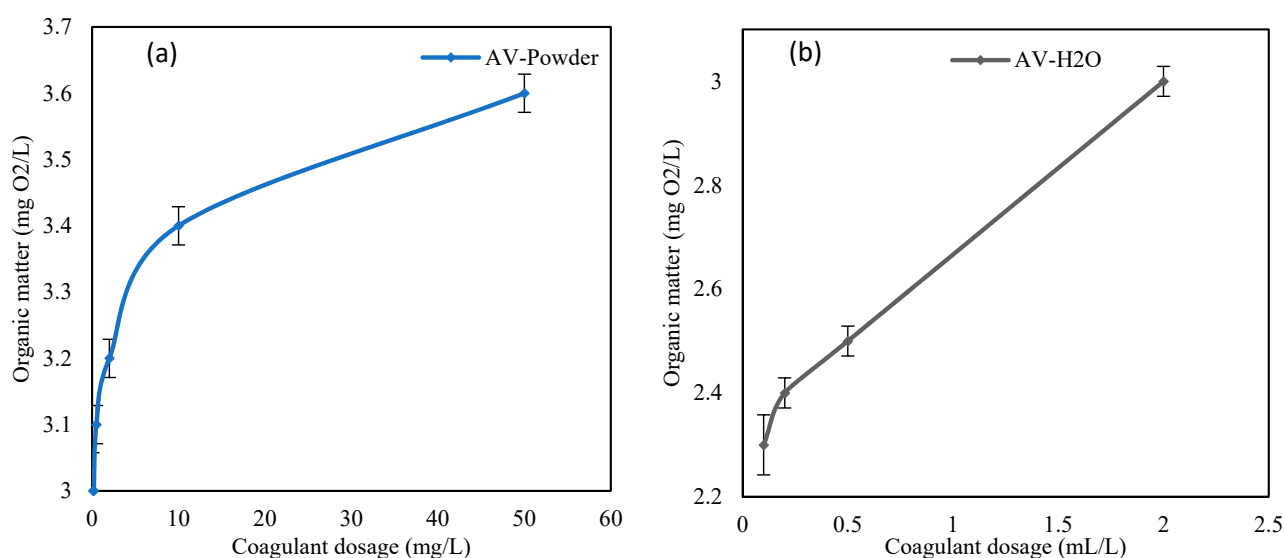 (a)
AV-Powder
Organic matter (mg O2/L)
3.7
3.6
3.5
3.4
3.3
3.2
3.1
3
0 10 20 30 40 50 60
Coagulant dosage (mg/L)
(b)
AV-H2O
Organic matter (mg O2/L)
3
2.8
2.6
2.4
2.2
0 0.5 1 1.5 2 2.5
Coagulant dosage (mL/L)